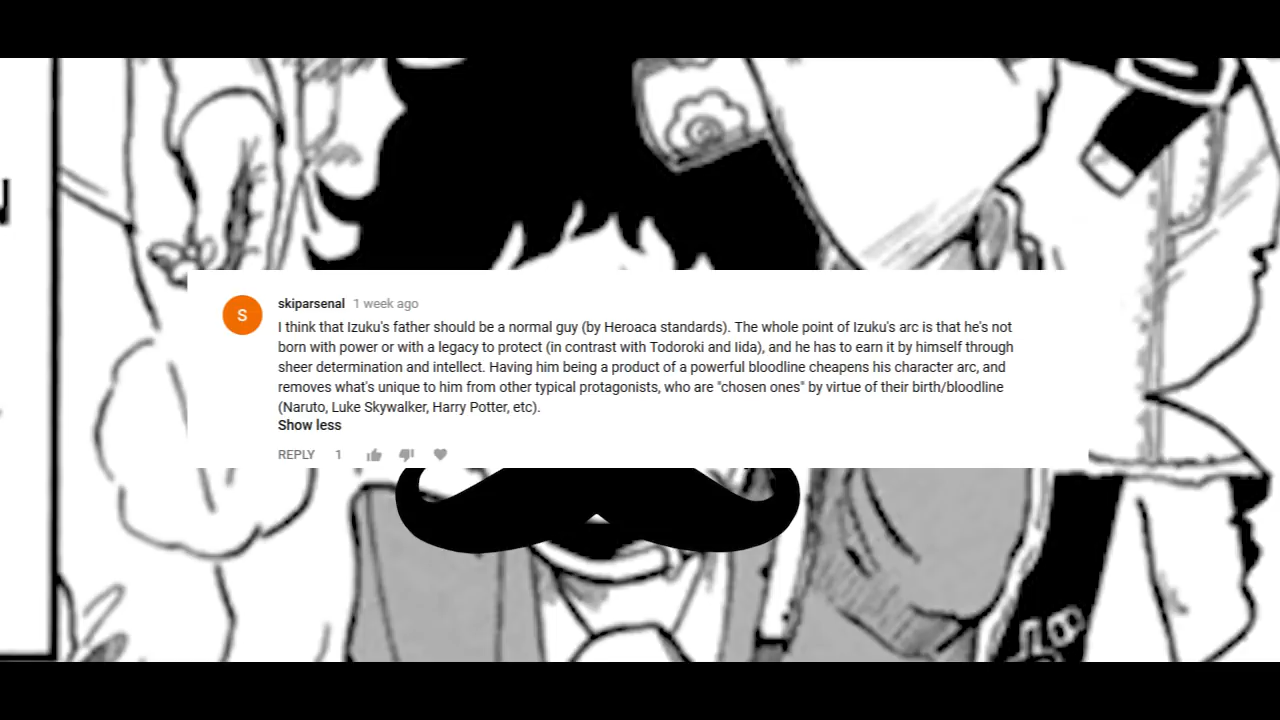 skiparsenal 1 week ago
I think that Izuku's father should be a normal guy (by Heroaca standards). The whole point of Izuku's arc is that he's not
born with power or with a legacy to protect (in contrast with Todoroki and Iida), and he has to earn it by himself through
sheer determination and intellect. Having him being a product of a powerful bloodline cheapens his character arc, and
removes what's unique to him from other typical protagonists, who are "chosen ones" by virtue of their birth/bloodline
(Naruto, Luke Skywalker, Harry Potter, etc).
Show less
REPLY 1
S
N